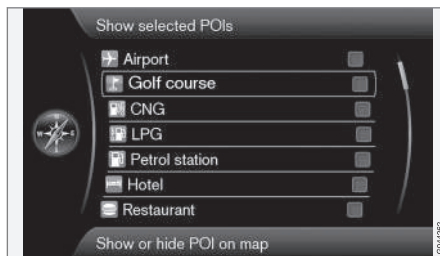 Show selected POIs
Airport
Golf course
CNG
LPG
Petrol station
Hotel
Restaurant
Show or hide POI on map